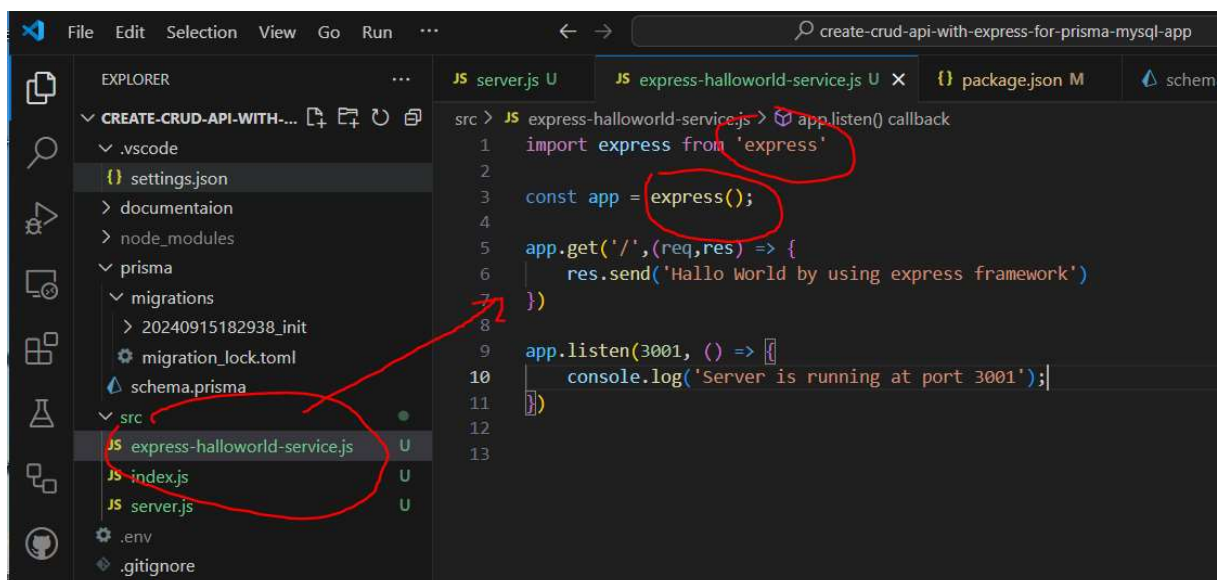 File Edit Selection View Go Run ··· create-crud-api-with-express-for-prisma-mysql-app
EXPLORER ···
CREATE-CRUD-API-WITH-...
.vscode
{} settings.json
documentaion
node_modules
prisma
migrations
20240915182938_init
migration_lock.toml
schema.prisma
src
JS express-halloworld-service.js U
JS index.js U
JS server.js U
.env
.gitignore
JS server.js U JS express-halloworld-service.js U {} package.json M schem
src > JS express-halloworld-service.js > app.listen() callback
1 import express from 'express'
2
3 const app = express();
4
5 app.get('/',(req,res) => {
6 res.send('Hallo World by using express framework')
7 })
8
9 app.listen(3001, () => {
10 console.log('Server is running at port 3001');
11 })
12
13